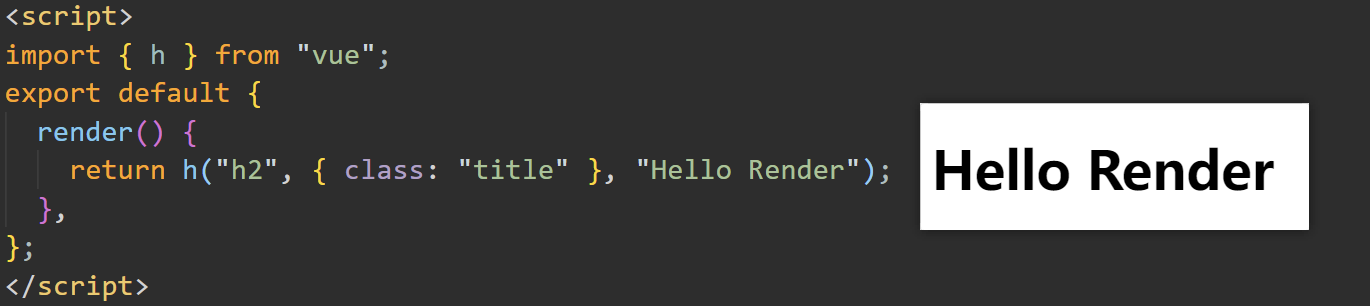 <script>
import { h } from "vue";
export default {
  render() {
    return h("h2", { class: "title" }, "Hello Render");
  },
};
</script>
Hello Render